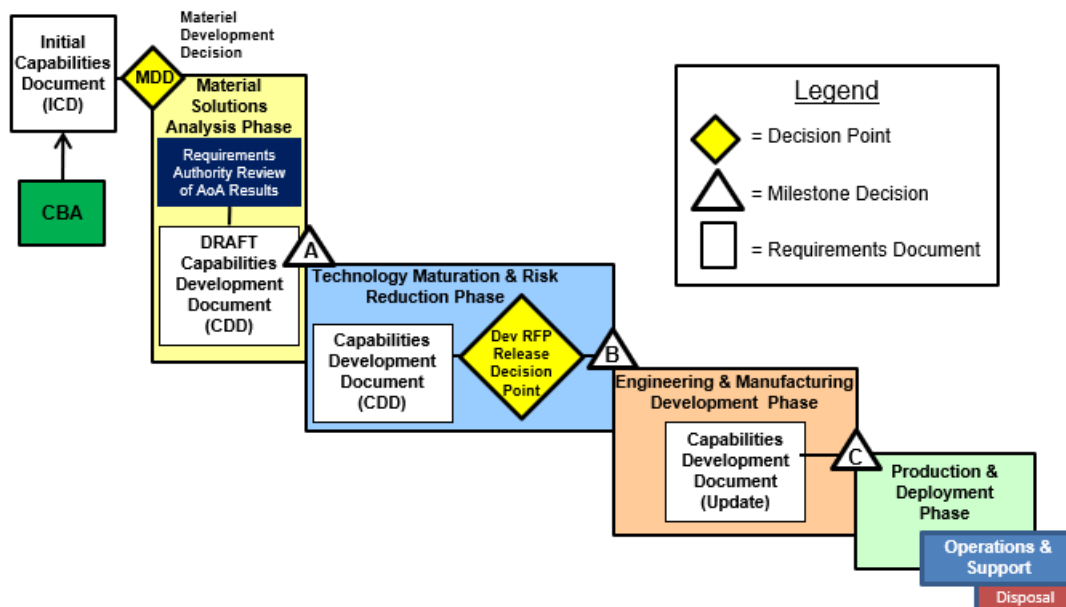 Materiel
Development
Decision
Initial
Capabilities
Document
(ICD)
MDD
CBA
Material
Solutions
Analysis Phase
Requirements
Authority Review
of AoA Results
DRAFT
Capabilities
Development
Document
(CDD)
A
Technology Maturation & Risk
Reduction Phase
Capabilities
Development
Document
(CDD)
Dev RFP
Release
Decision
Point
B
Engineering & Manufacturing
Development Phase
Capabilities
Development
Document
(Update)
C
Production &
Deployment
Phase
Operations &
Support
Disposal
Legend
= Decision Point
= Milestone Decision
= Requirements Document